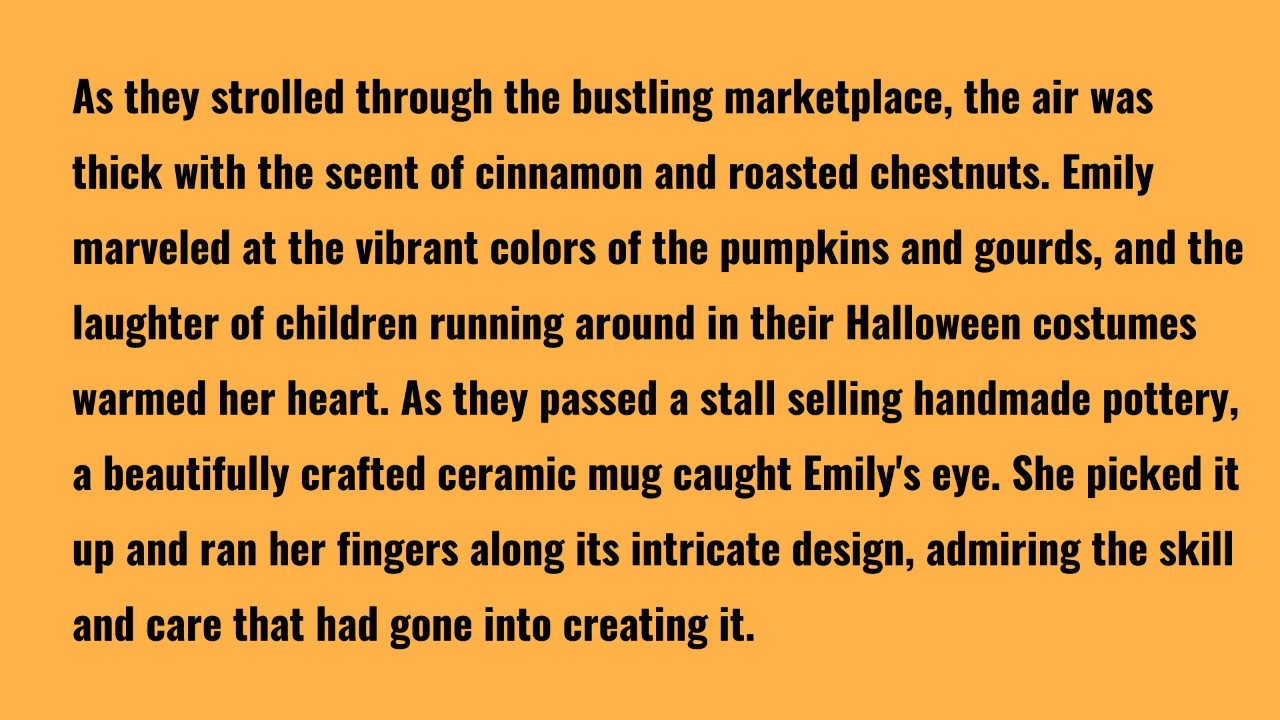 As they strolled through the bustling marketplace, the air was
thick with the scent of cinnamon and roasted chestnuts. Emily
marveled at the vibrant colors of the pumpkins and gourds, and the
laughter of children running around in their Halloween costumes
warmed her heart. As they passed a stall selling handmade pottery,
a beautifully crafted ceramic mug caught Emily's eye. She picked it
up and ran her fingers along its intricate design, admiring the skill
and care that had gone into creating it.